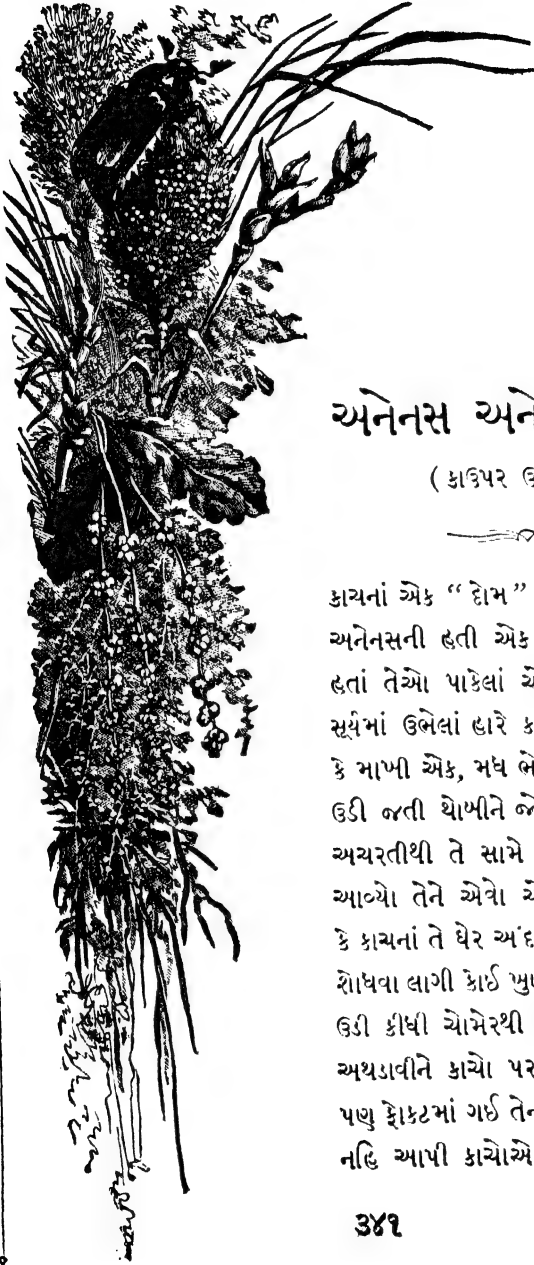 અનેનસ અને
(કાઉપર ઉ
કાચનાં એક “દોમ”
અનેનસની હતી એક
હતાં તેઓ પાકેલાં એ
સૂર્યમાં ઉભેલાં હારે ક
કે માખી એક, મધ ભે
ઉડી જતી થોબીને જો
અચરતીથી તે સામે
આવ્યો તેને એવો ચ
કે કાચનાં તે ઘેર અંદ
શોધવા લાગી કોઈ ખુ
ઉડી કીધી ચોમેરથી
અથડાવીને કાચો પર
પણ ફોકટમાં ગઈ તેન
નહિ આપી કાચોએ
૩૪૧